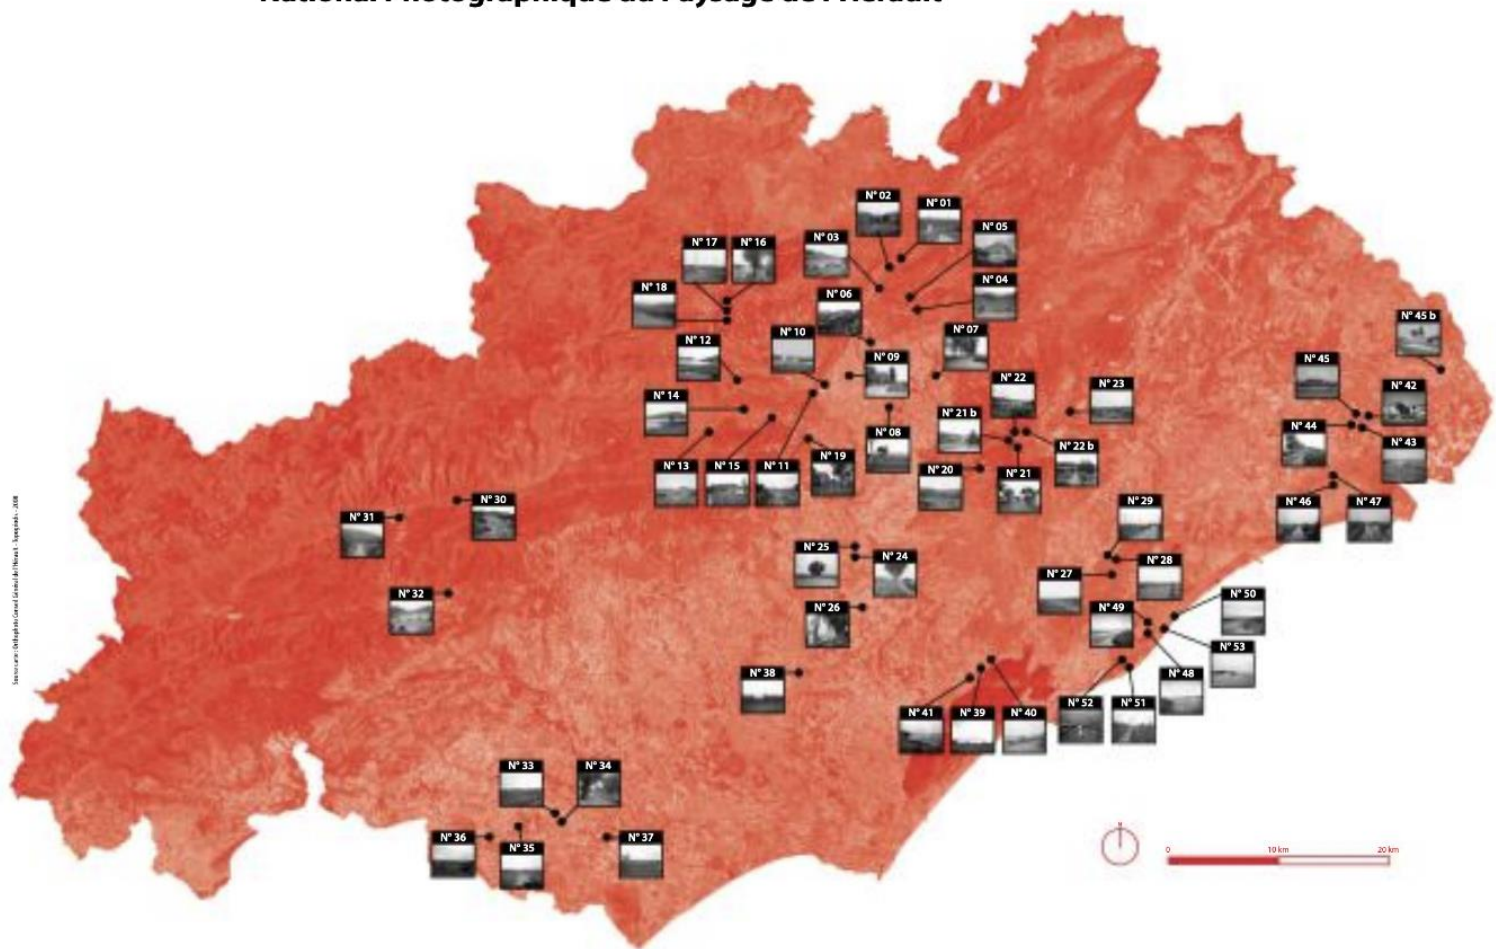 National Photographique du Paysage de l'Hérault
N° 02
N° 01
N° 05
N° 03
N° 17
N° 16
N° 04
N° 18
N° 06
N° 45 b
N° 10
N° 07
N° 12
N° 09
N° 45
N° 22
N° 23
N° 42
N° 14
N° 21 b
N° 44
N° 08
N° 43
N° 22 b
N° 19
N° 13
N° 15
N° 11
N° 20
N° 21
N° 30
N° 29
N° 46
N° 47
N° 31
N° 25
N° 24
N° 28
N° 27
N° 32
N° 50
N° 26
N° 49
N° 53
N° 38
N° 48
N° 52
N° 51
N° 41
N° 39
N° 40
N° 33
N° 34
N° 36
N° 37
N° 35
0
10 km
20 km